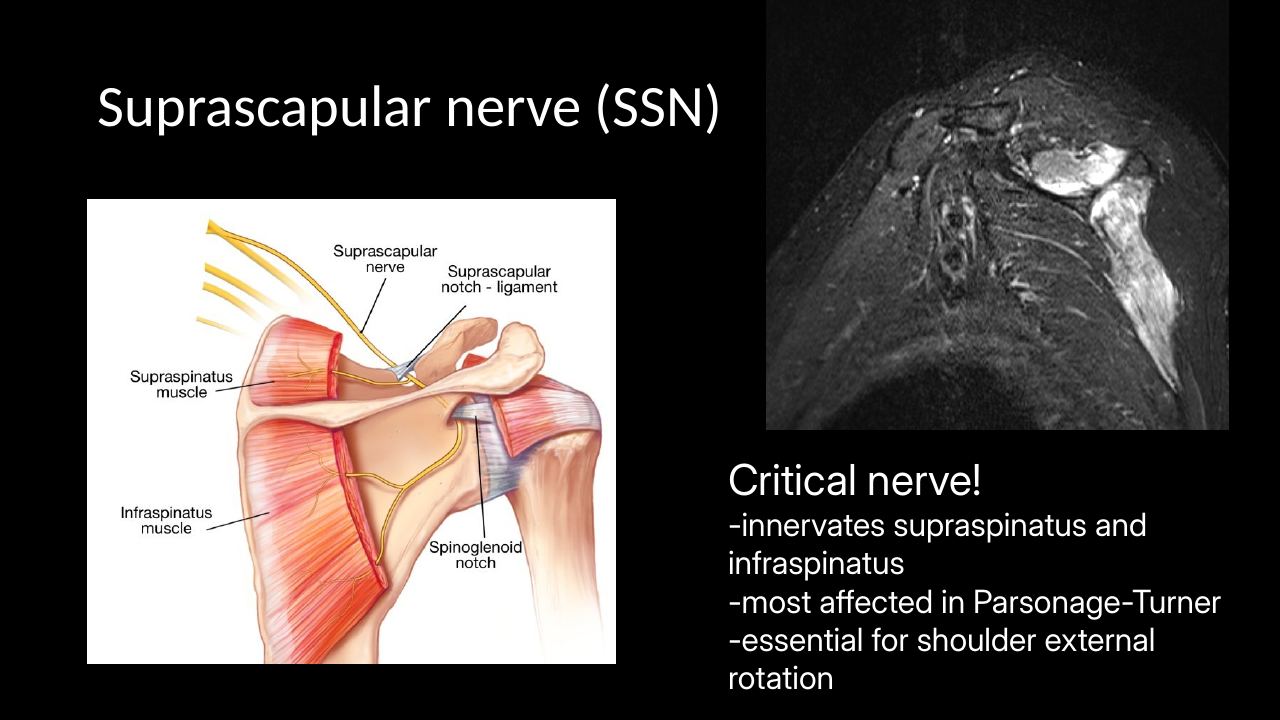 Suprascapular nerve (SSN)
Suprascapular
nerve
Suprascapular
notch - ligament
Supraspinatus
muscle
Infraspinatus
muscle
Spinoglenoid
notch
Critical nerve!
-innervates supraspinatus and
infraspinatus
-most affected in Parsonage-Turner
-essential for shoulder external
rotation